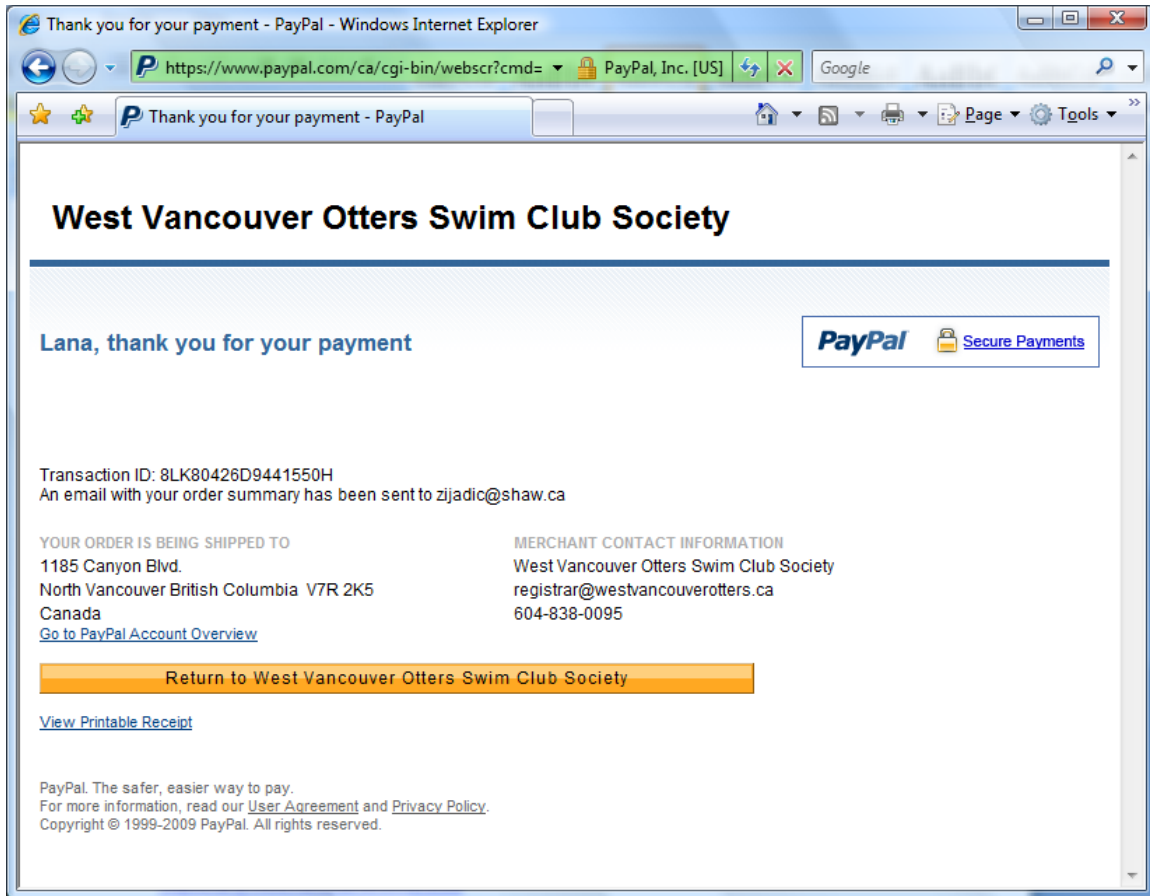 Thank you for your payment - PayPal - Windows Internet Explorer
https://www.paypal.com/ca/cgi-bin/webscr?cmd= PayPal, Inc. [US] Google
Thank you for your payment - PayPal Page Tools »
West Vancouver Otters Swim Club Society
Lana, thank you for your payment
PayPal Secure Payments
Transaction ID: 8LK80426D9441550H
An email with your order summary has been sent to zijadic@shaw.ca
YOUR ORDER IS BEING SHIPPED TO
1185 Canyon Blvd.
North Vancouver British Columbia V7R 2K5
Canada
Go to PayPal Account Overview
MERCHANT CONTACT INFORMATION
West Vancouver Otters Swim Club Society
registrar@westvancouverotters.ca
604-838-0095
Return to West Vancouver Otters Swim Club Society
View Printable Receipt
PayPal. The safer, easier way to pay.
For more information, read our User Agreement and Privacy Policy.
Copyright © 1999-2009 PayPal. All rights reserved.